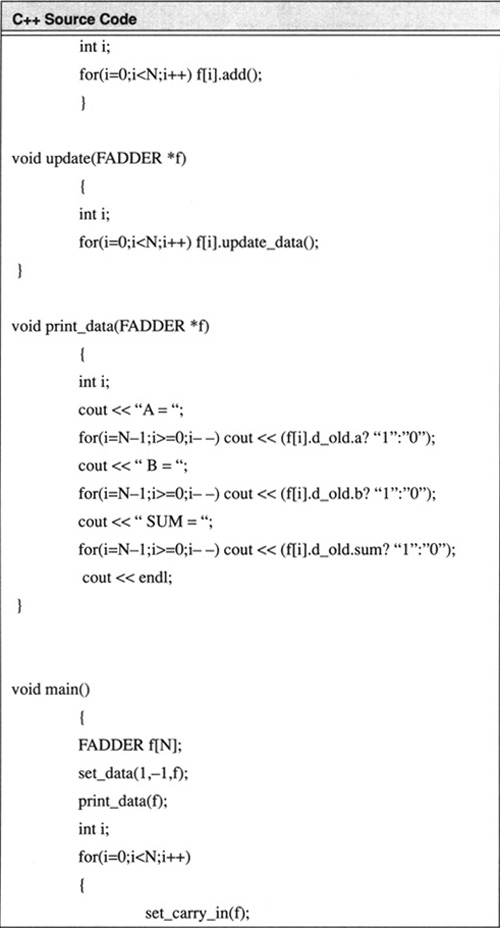 C++ Source Code
int i;
for(i=0;i<N;i++) f[i].add();
}
void update(FADDER *f)
{
int i;
for(i=0;i<N;i++) f[i].update_data();
}
void print_data(FADDER *f)
{
int i;
cout << “A = “;
for(i=N–1;i>=0;i– –) cout << (f[i].d_old.a? “1”:”0”);
cout << “ B = “;
for(i=N–1;i>=0;i– –) cout << (f[i].d_old.b? “1”:”0”);
cout << “ SUM = “;
for(i=N–1;i>=0;i– –) cout << (f[i].d_old.sum? “1”:”0”);
cout << endl;
}
void main()
{
FADDER f[N];
set_data(1,–1,f);
print_data(f);
int i;
for(i=0;i<N;i++)
{
set_carry_in(f);